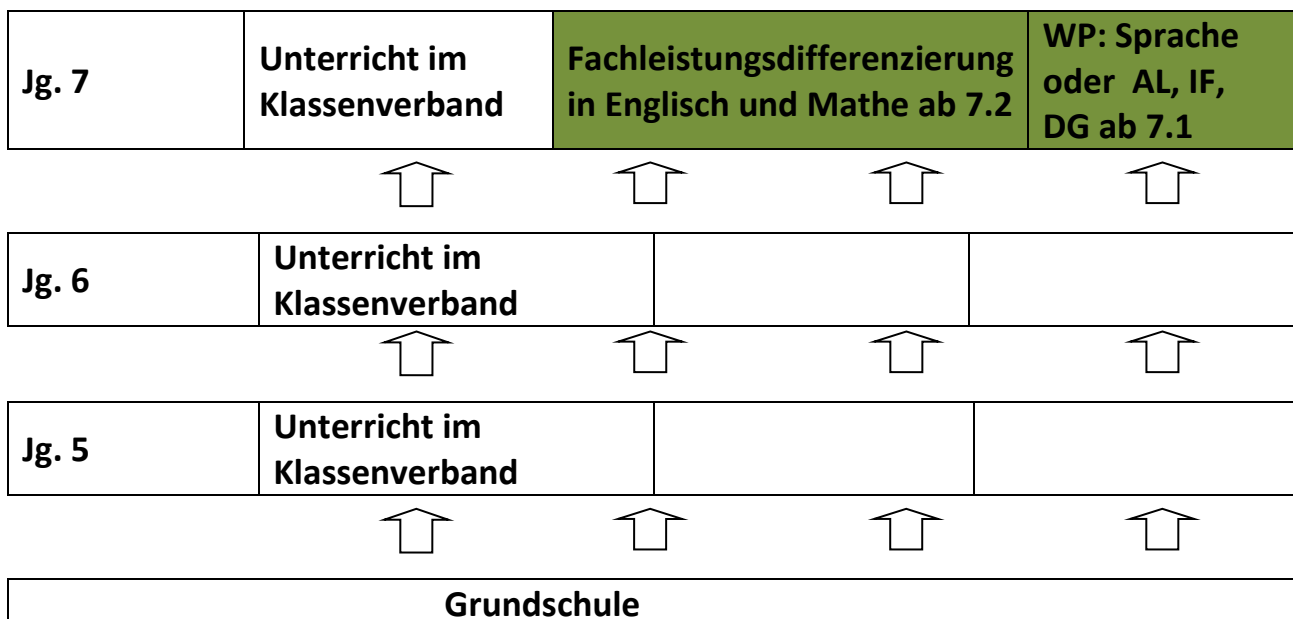 Jg. 7
Unterricht im
Klassenverband
Fachleistungsdifferenzierung
in Englisch und Mathe ab 7.2
WP: Sprache
oder AL, IF,
DG ab 7.1
Jg. 6
Unterricht im
Klassenverband
Jg. 5
Unterricht im
Klassenverband
Grundschule